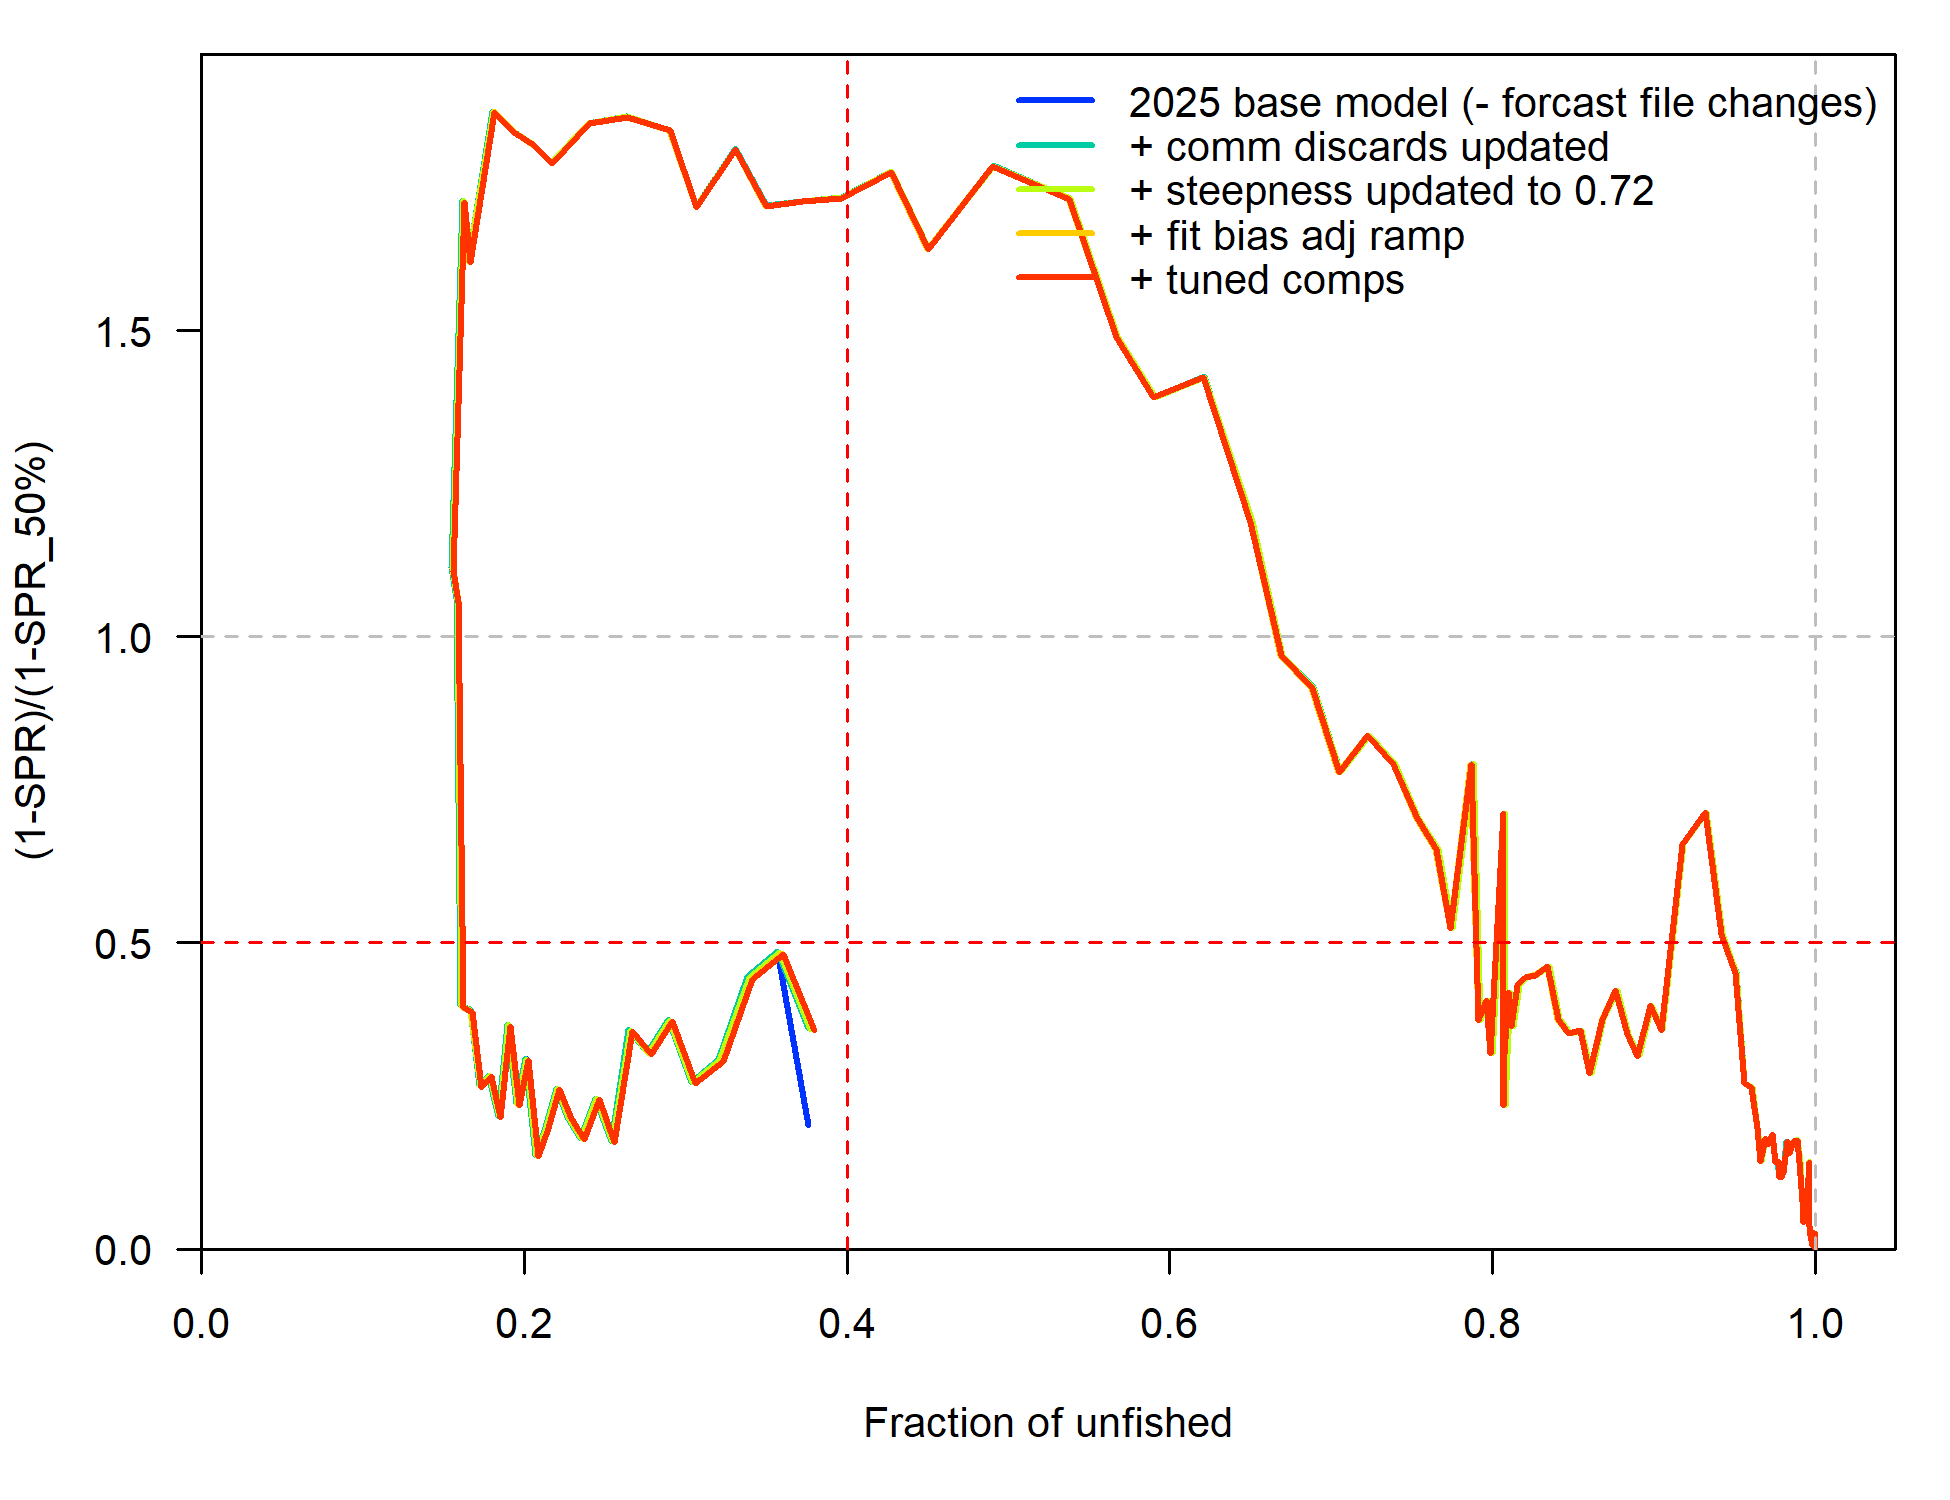 2025 base model (- forcast file changes)
+ comm discards updated
+ steepness updated to 0.72
+ fit bias adj ramp
+ tuned comps
(1-SPR)/(1-SPR_50%)
1.5
1.0
0.5
0.0
0.0 0.2 0.4 0.6 0.8 1.0
Fraction of unfished